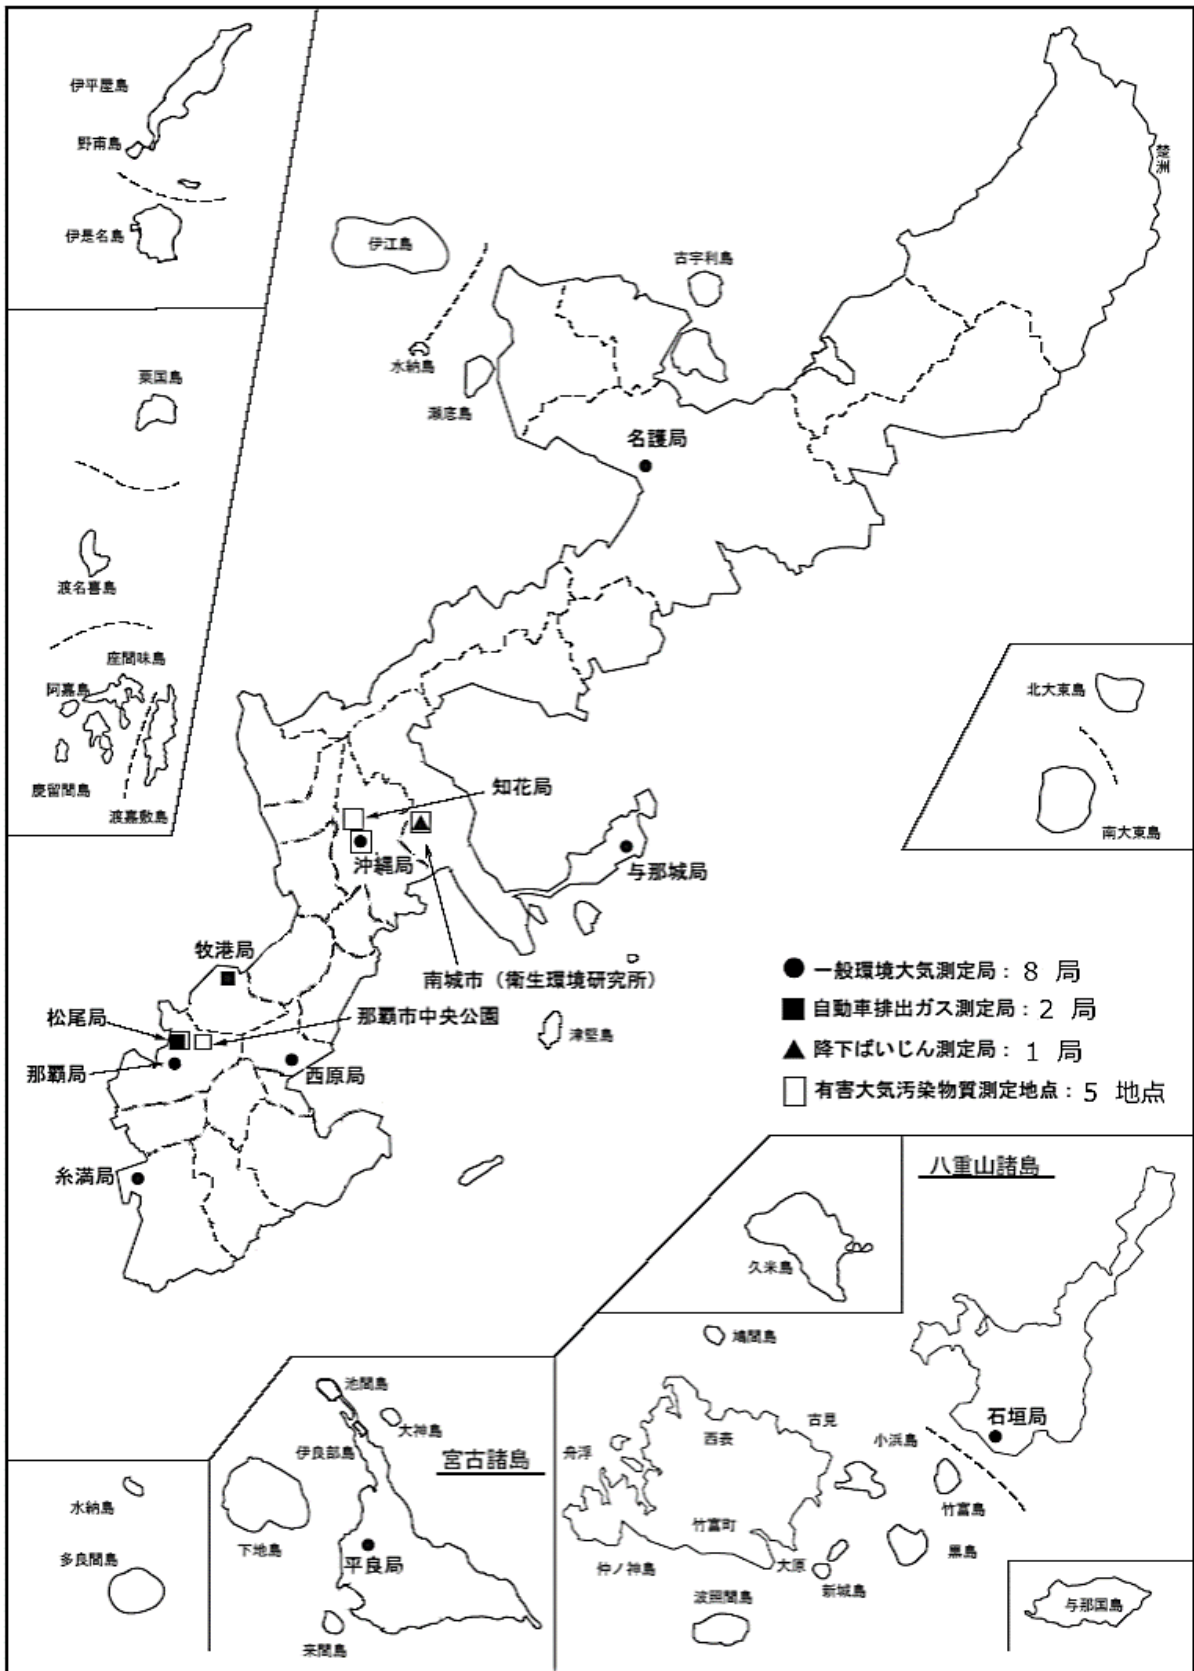 伊平屋島
野甫島
伊是名島
楚洲
伊江島
古宇利島
水納島
瀬底島
粟国島
名護局
渡名喜島
座間味島
阿嘉島
慶留間島
渡嘉敷島
北大東島
南大東島
知花局
沖縄局
与那城局
牧港局
南城市（衛生環境研究所）
松尾局
那覇市中央公園
津堅島
那覇局
西原局
糸満局
一般環境大気測定局：8 局
自動車排出ガス測定局：2 局
降下ばいじん測定局：1 局
有害大気汚染物質測定地点：5 地点
八重山諸島
久米島
鳩間島
池間島
大神島
伊良部島
宮古諸島
石垣局
古見
西表
小浜島
舟浮
水納島
竹富島
竹富町
多良間島
下地島
平良局
黒島
大原
仲ノ神島
新城島
波照間島
与那国島
来間島